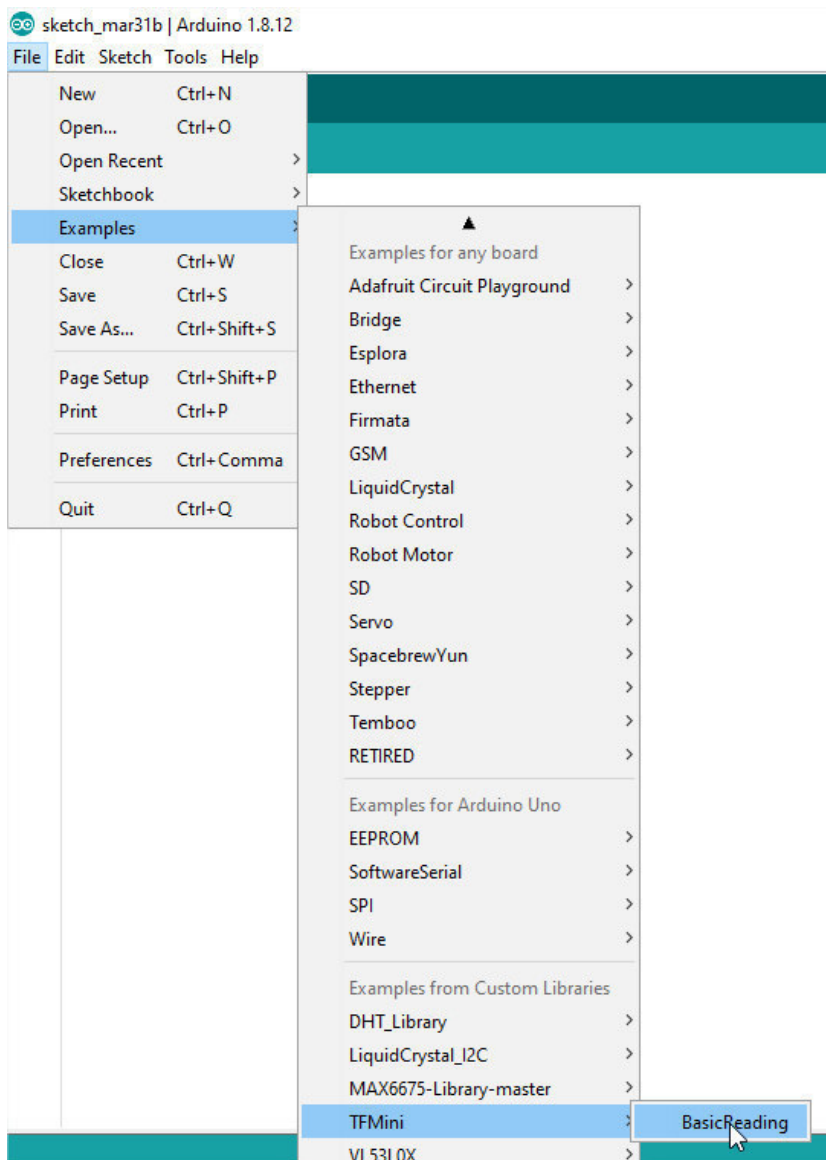 sketch_mar31b | Arduino 1.8.12
File Edit Sketch Tools Help
New Ctrl+N
Open... Ctrl+O
Open Recent
Sketchbook
Examples
Close Ctrl+W
Save Ctrl+S
Save As... Ctrl+Shift+S
Page Setup Ctrl+Shift+P
Print Ctrl+P
Preferences Ctrl+Comma
Quit Ctrl+Q
Examples for any board
Adafruit Circuit Playground
Bridge
Esplora
Ethernet
Firmata
GSM
LiquidCrystal
Robot Control
Robot Motor
SD
Servo
SpacebrewYun
Stepper
Temboo
RETIRED
Examples for Arduino Uno
EEPROM
SoftwareSerial
SPI
Wire
Examples from Custom Libraries
DHT_Library
LiquidCrystal_I2C
MAX6675-Library-master
TFMini
BasicReading
VL53L0X